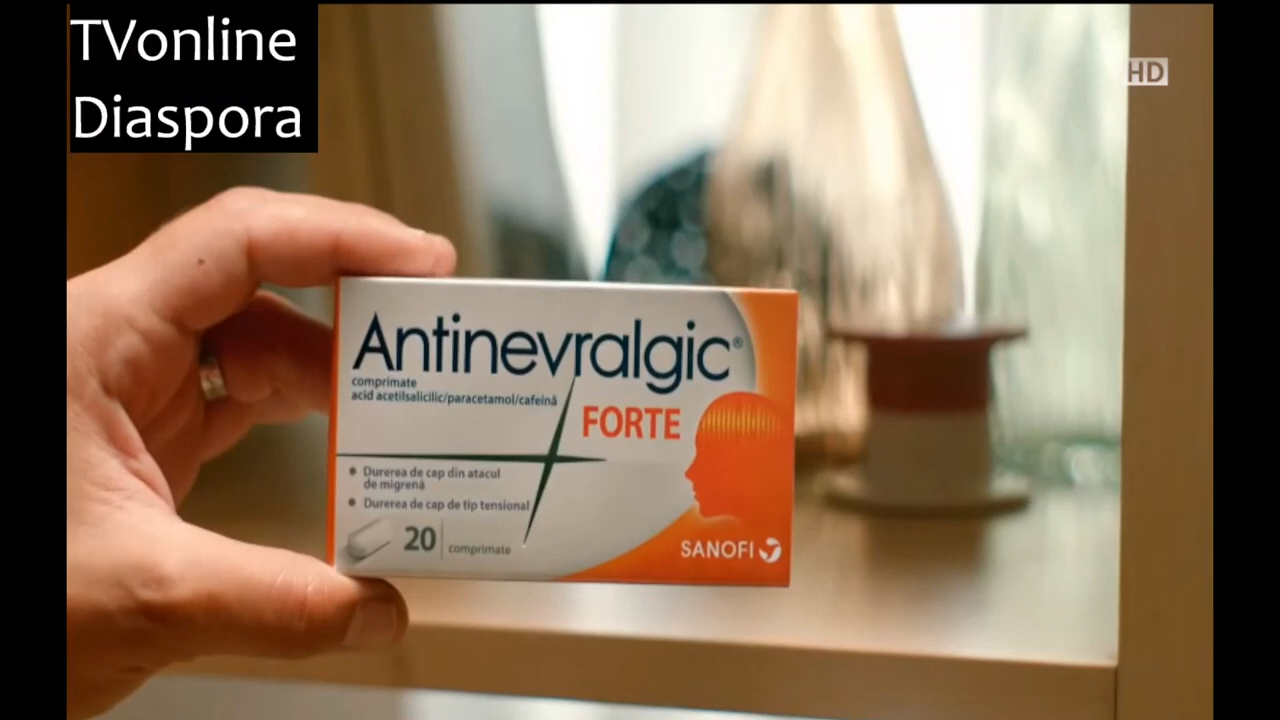 TVonline
Diaspora
HD
Antinevralgic®
comprimate
acid acetilsalicilic/paracetamol/cafeină
FORTE
• Durerea de cap din atacul
de migrenă
• Durerea de cap de tip tensional
20 comprimate
SANOFI